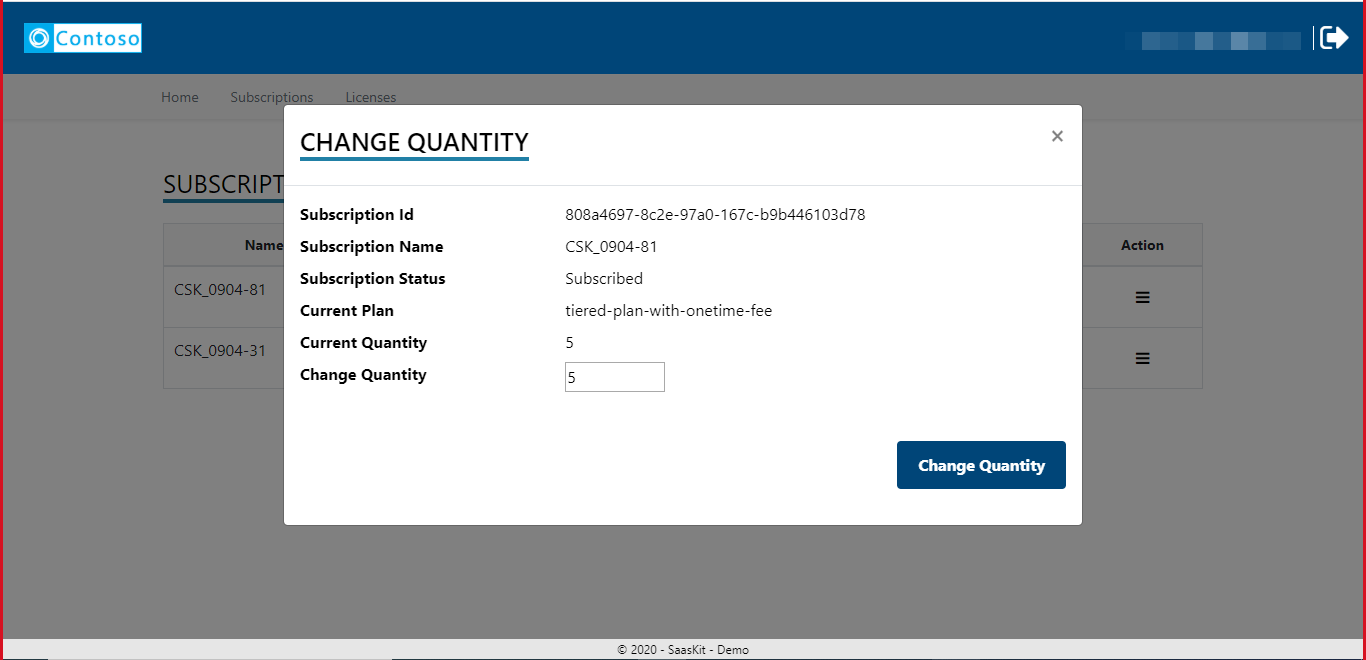 Contoso
Home Subscriptions Licenses
CHANGE QUANTITY ×
SUBSCRIPT
Subscription Id 808a4697-8c2e-97a0-167c-b9b446103d78
Name Subscription Name CSK_0904-81 Action
Subscription Status Subscribed
CSK_0904-81
Current Plan tiered-plan-with-onetime-fee
Current Quantity 5
CSK_0904-31
Change Quantity 5
Change Quantity
© 2020 - SaasKit - Demo